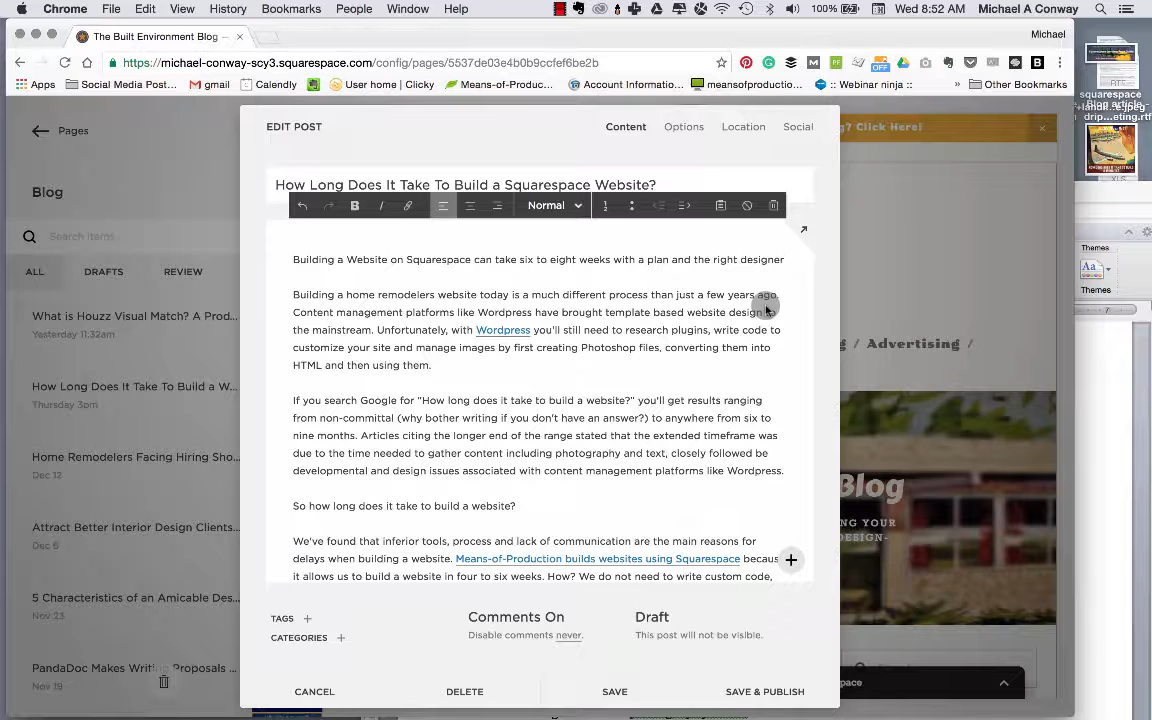 Chrome File Edit View History Bookmarks People Window Help 100% Wed 8:52 AM Michael A Conway
The Built Environment Blog Michael
https://michael-conway-scy3.squarespace.com/config/pages/5537de03e4b0b9ccfef6be2b
Apps Social Media Post... gmail Calendly User home | Clicky Means-of-Produc... Account Informatio... meansofproductio... :: Webinar ninja :: » Other Bookmarks
OFF
squarespace
Pages
EDIT POST Content Options Location Social
? Click Here!
Blog
How Long Does It Take To Build a Squarespace Website?
Normal
Search items
ALL DRAFTS REVIEW
Themes
Themes
Building a Website on Squarespace can take six to eight weeks with a plan and the right designer
Building a home remodelers website today is a much different process than just a few years ago.
Content management platforms like Wordpress have brought template based website design
the mainstream. Unfortunately, with Wordpress you'll still need to research plugins, write code to
customize your site and manage images by first creating Photoshop files, converting them into
HTML and then using them.
If you search Google for "How long does it take to build a website?" you'll get results ranging
from non-committal (why bother writing if you don't have an answer?) to anywhere from six to
nine months. Articles citing the longer end of the range stated that the extended timeframe was
due to the time needed to gather content including photography and text, closely followed be
developmental and design issues associated with content management platforms like Wordpress.
So how long does it take to build a website?
We've found that inferior tools, process and lack of communication are the main reasons for
delays when building a website. Means-of-Production builds websites using Squarespace becaus
it allows us to build a website in four to six weeks. How? We do not need to write custom code,
What is Houzz Visual Match? A Prod...
Yesterday 11:32am
How Long Does It Take To Build a W...
Thursday 3pm
Home Remodelers Facing Hiring Sho...
Dec 12
Attract Better Interior Design Clients...
Dec 6
5 Characteristics of an Amicable Des...
Nov 23
PandaDoc Makes Writing Proposals ...
Nov 19
/ Advertising /
Blog
NG YOUR
DESIGN-
TAGS +
CATEGORIES +
Comments On
Disable comments never.
Draft
This post will not be visible.
CANCEL DELETE SAVE SAVE & PUBLISH
space